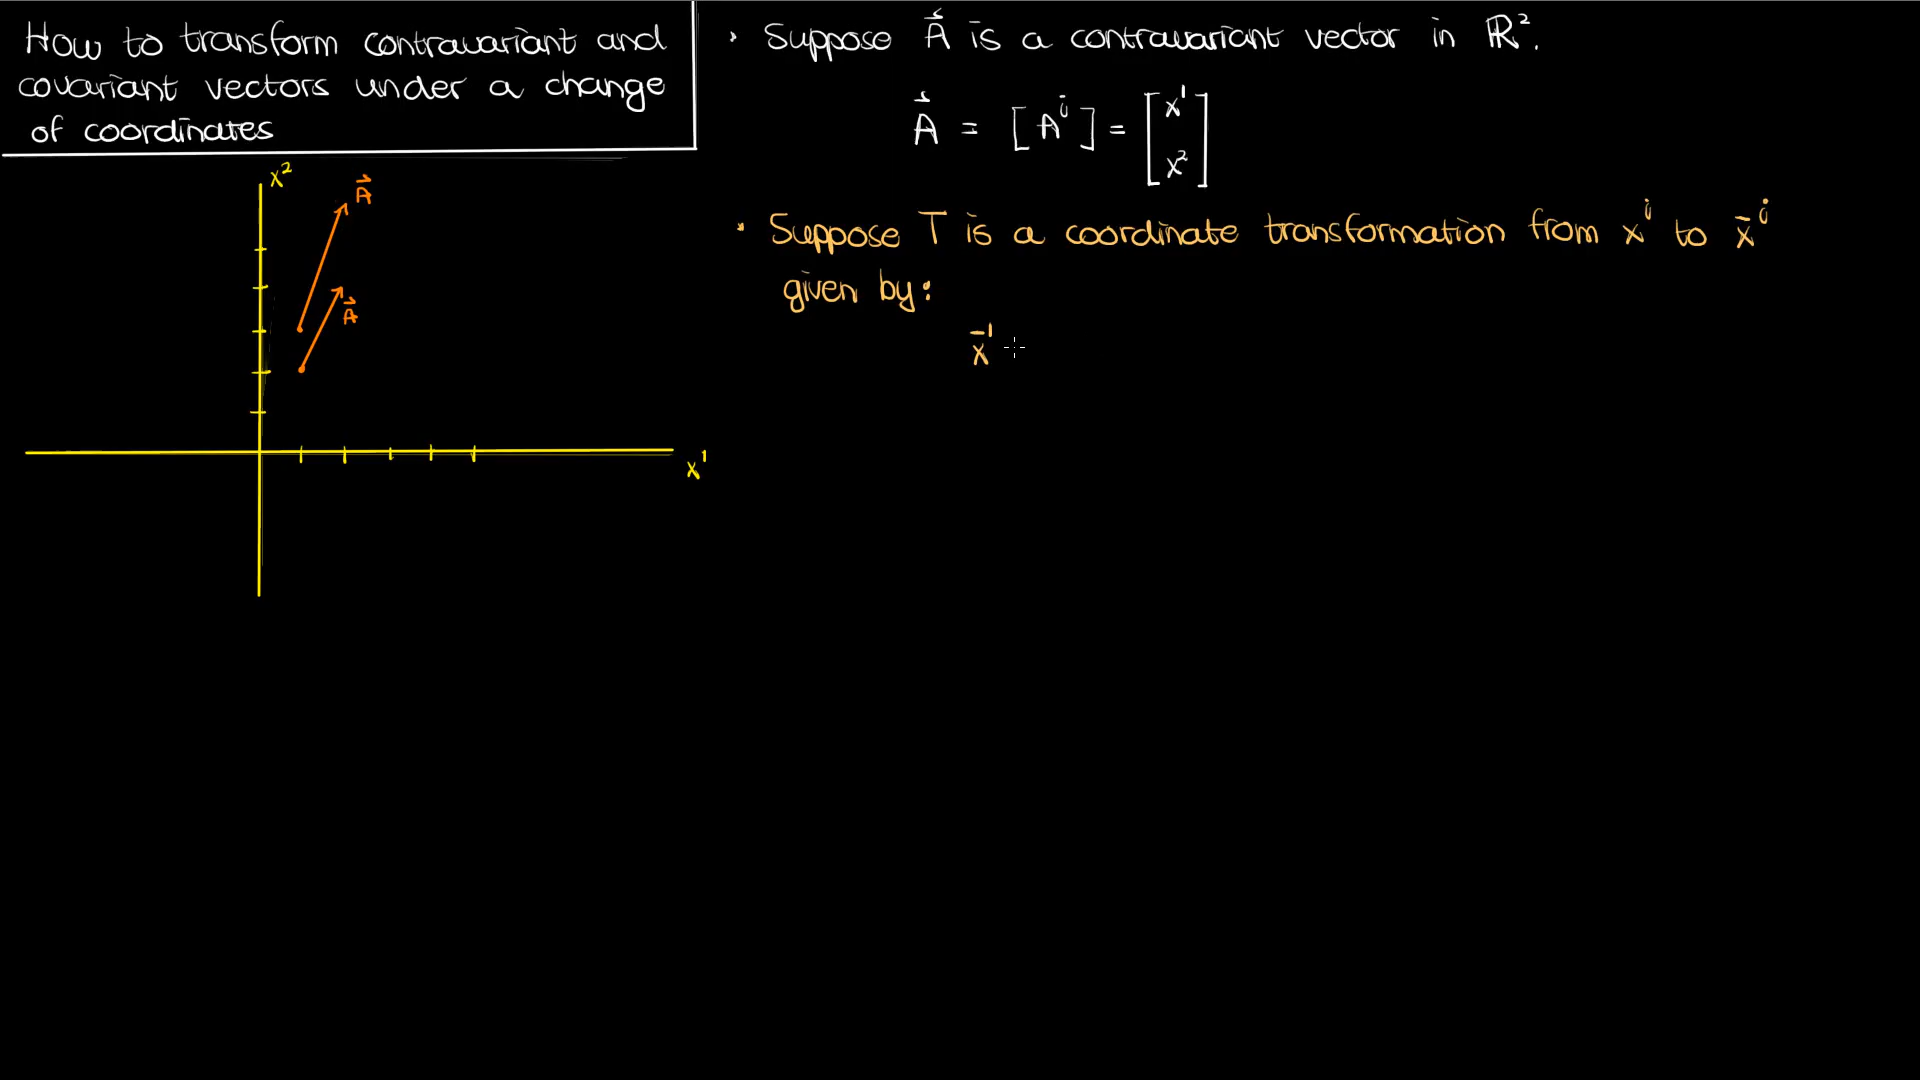 How to transform contravariant and
covariant vectors under a change
of coordinates
• Suppose A⃗ is a contravariant vector in ℝ².
A⃗ = [Aⁱ] = [x¹ x²]
• Suppose T is a coordinate transformation from xⁱ to x̄ⁱ
given by:
x̄¹
x²
A⃗
A⃗
x¹